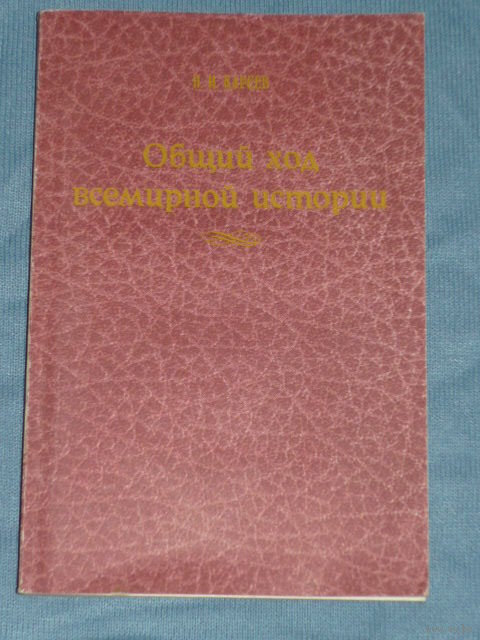 Н. И. Кареев
Общий ход
всемирной истории